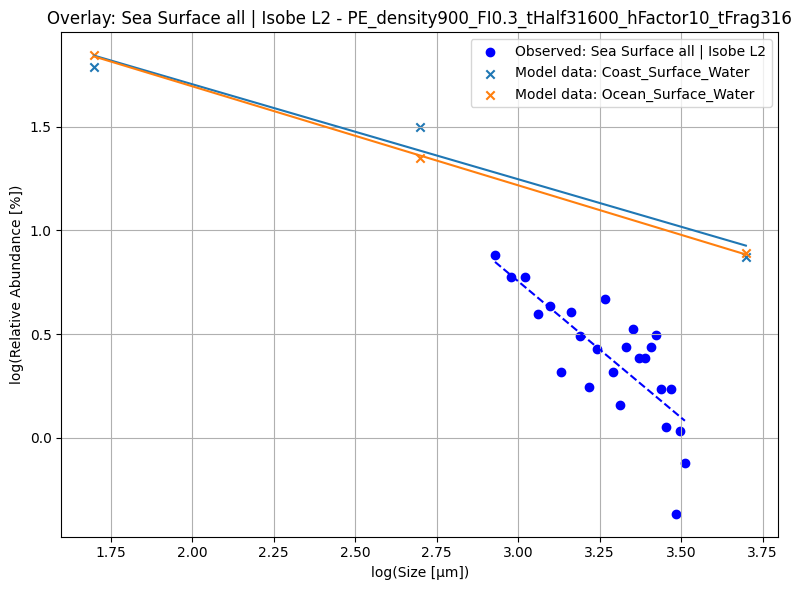 Overlay: Sea Surface all | Isobe L2 - PE_density900_FI0.3_tHalf31600_hFactor10_tFrag316
Observed: Sea Surface all | Isobe L2
Model data: Coast_Surface_Water
Model data: Ocean_Surface_Water
log(Relative Abundance [%])
1.5
1.0
0.5
0.0
1.75 2.00 2.25 2.50 2.75 3.00 3.25 3.50 3.75
log(Size [µm])